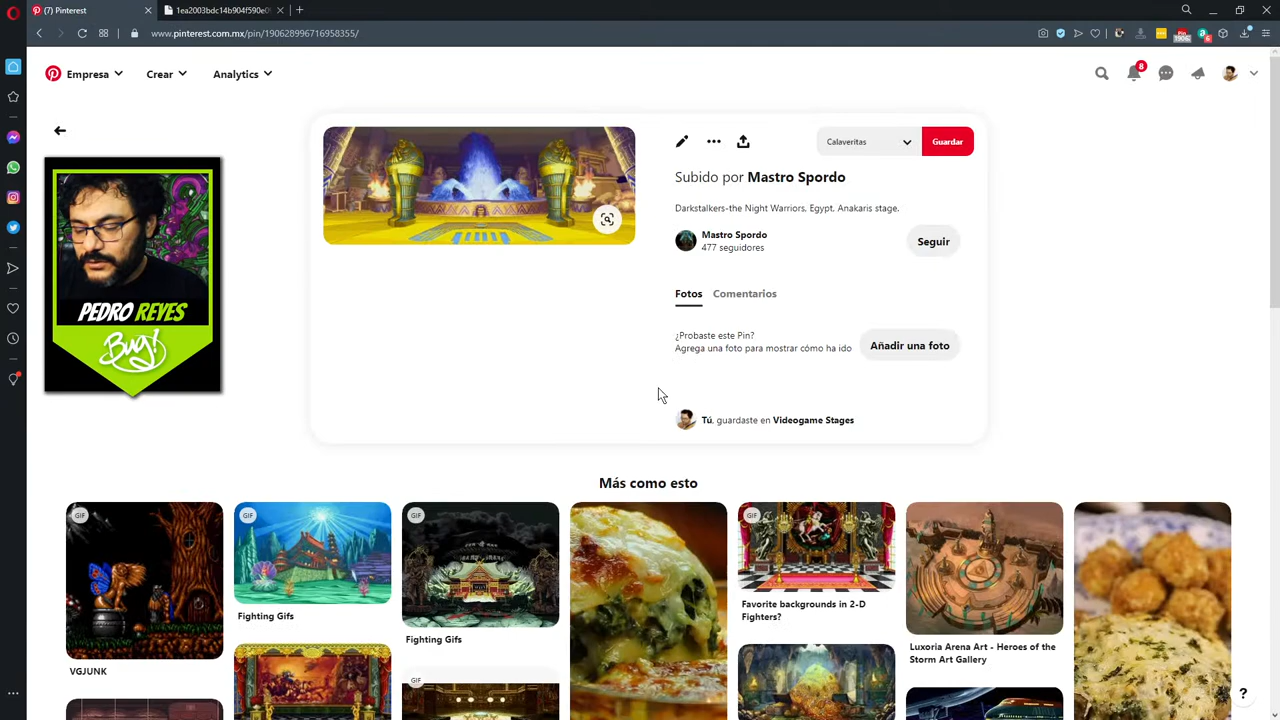 (7) Pinterest
1ea2003bdc14b904f590e0
www.pinterest.com.mx/pin/190628996716958355/
1906
6
Empresa
Crear
Analytics
8
PEDRO REYES
Bug!
Calaveritas
Guardar
Subido por Mastro Spordo
Darkstalkers-the Night Warriors, Egypt, Anakaris stage.
Mastro Spordo
477 seguidores
Seguir
Fotos
Comentarios
¿Probaste este Pin?
Agrega una foto para mostrar cómo ha ido
Añadir una foto
Tú, guardaste en Videogame Stages
Más como esto
GIF
VGJUNK
GIF
Fighting Gifs
GIF
Fighting Gifs
GIF
GIF
Favorite backgrounds in 2-D
Fighters?
Luxoria Arena Art - Heroes of the
Storm Art Gallery
?